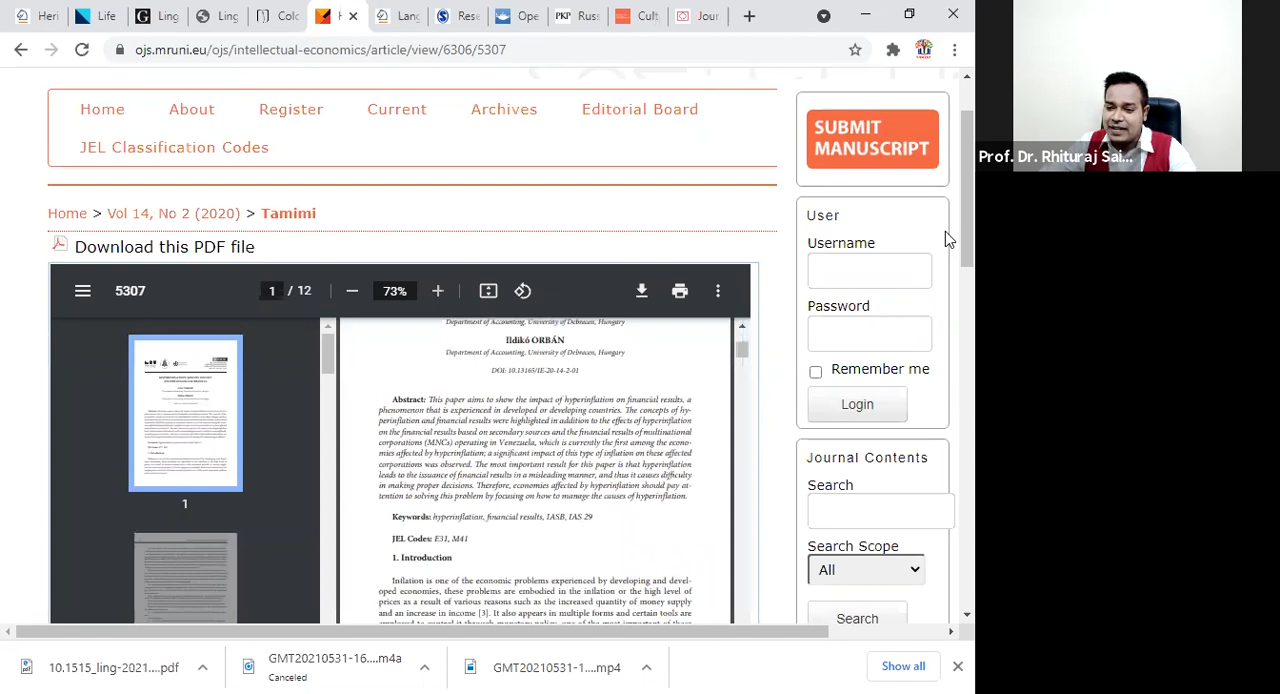 Heri
Life
Ling
Ling
Colc
H
Lang
Rese
Ope
PKP
Russ
Cult
Jour
ojs.mruni.eu/ojs/intellectual-economics/article/view/6306/5307
Home About Register Current Archives Editorial Board
JEL Classification Codes
SUBMIT
MANUSCRIPT
Prof. Dr. Rhituraj Sai...
Home > Vol 14, No 2 (2020) > Tamimi
Download this PDF file
5307
1 / 12
73%
1
Department of Accounting, University of Debrecen, Hungary
Ildikó ORBÁN
Department of Accounting, University of Debrecen, Hungary
DOI: 10.13165/IE-20-14-2-01
Abstract: This paper aims to show the impact of hyperinflation on financial results, a
phenomenon that is experienced in developed or developing countries. The concepts of hy-
perinflation and financial results were highlighted in addition to the effects of hyperinflation
on the financial results based on secondary sources and the financial results of multinational
corporations (MNCs) operating in Venezuela, which is currently the first among the econo-
mies affected by hyperinflation; a significant impact of this type of inflation on these affected
corporations was observed. The most important result for this paper is that hyperinflation
leads to the issuance of financial results in a misleading manner, and thus it causes difficulty
in making proper decisions. Therefore, economies affected by hyperinflation should pay at-
tention to solving this problem by focusing on how to manage the causes of hyperinflation.
Keywords: hyperinflation, financial results, IASB, IAS 29
JEL Codes: E31, M41
1. Introduction
Inflation is one of the economic problems experienced by developing and devel-
oped economies, these problems are embodied in the inflation or the high level of
prices as a result of various reasons such as the increased quantity of money supply
and an increase in income [3]. It also appears in multiple forms and certain tools are
User
Username
Password
Remember me
Login
Journal Contents
Search
Search Scope
All
Search
10.1515_ling-2021....pdf
GMT20210531-16....m4a
Canceled
GMT20210531-1....mp4
Show all